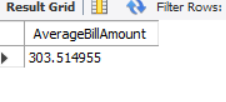 Result Grid Filter Rows:
AverageBillAmount
303.514955